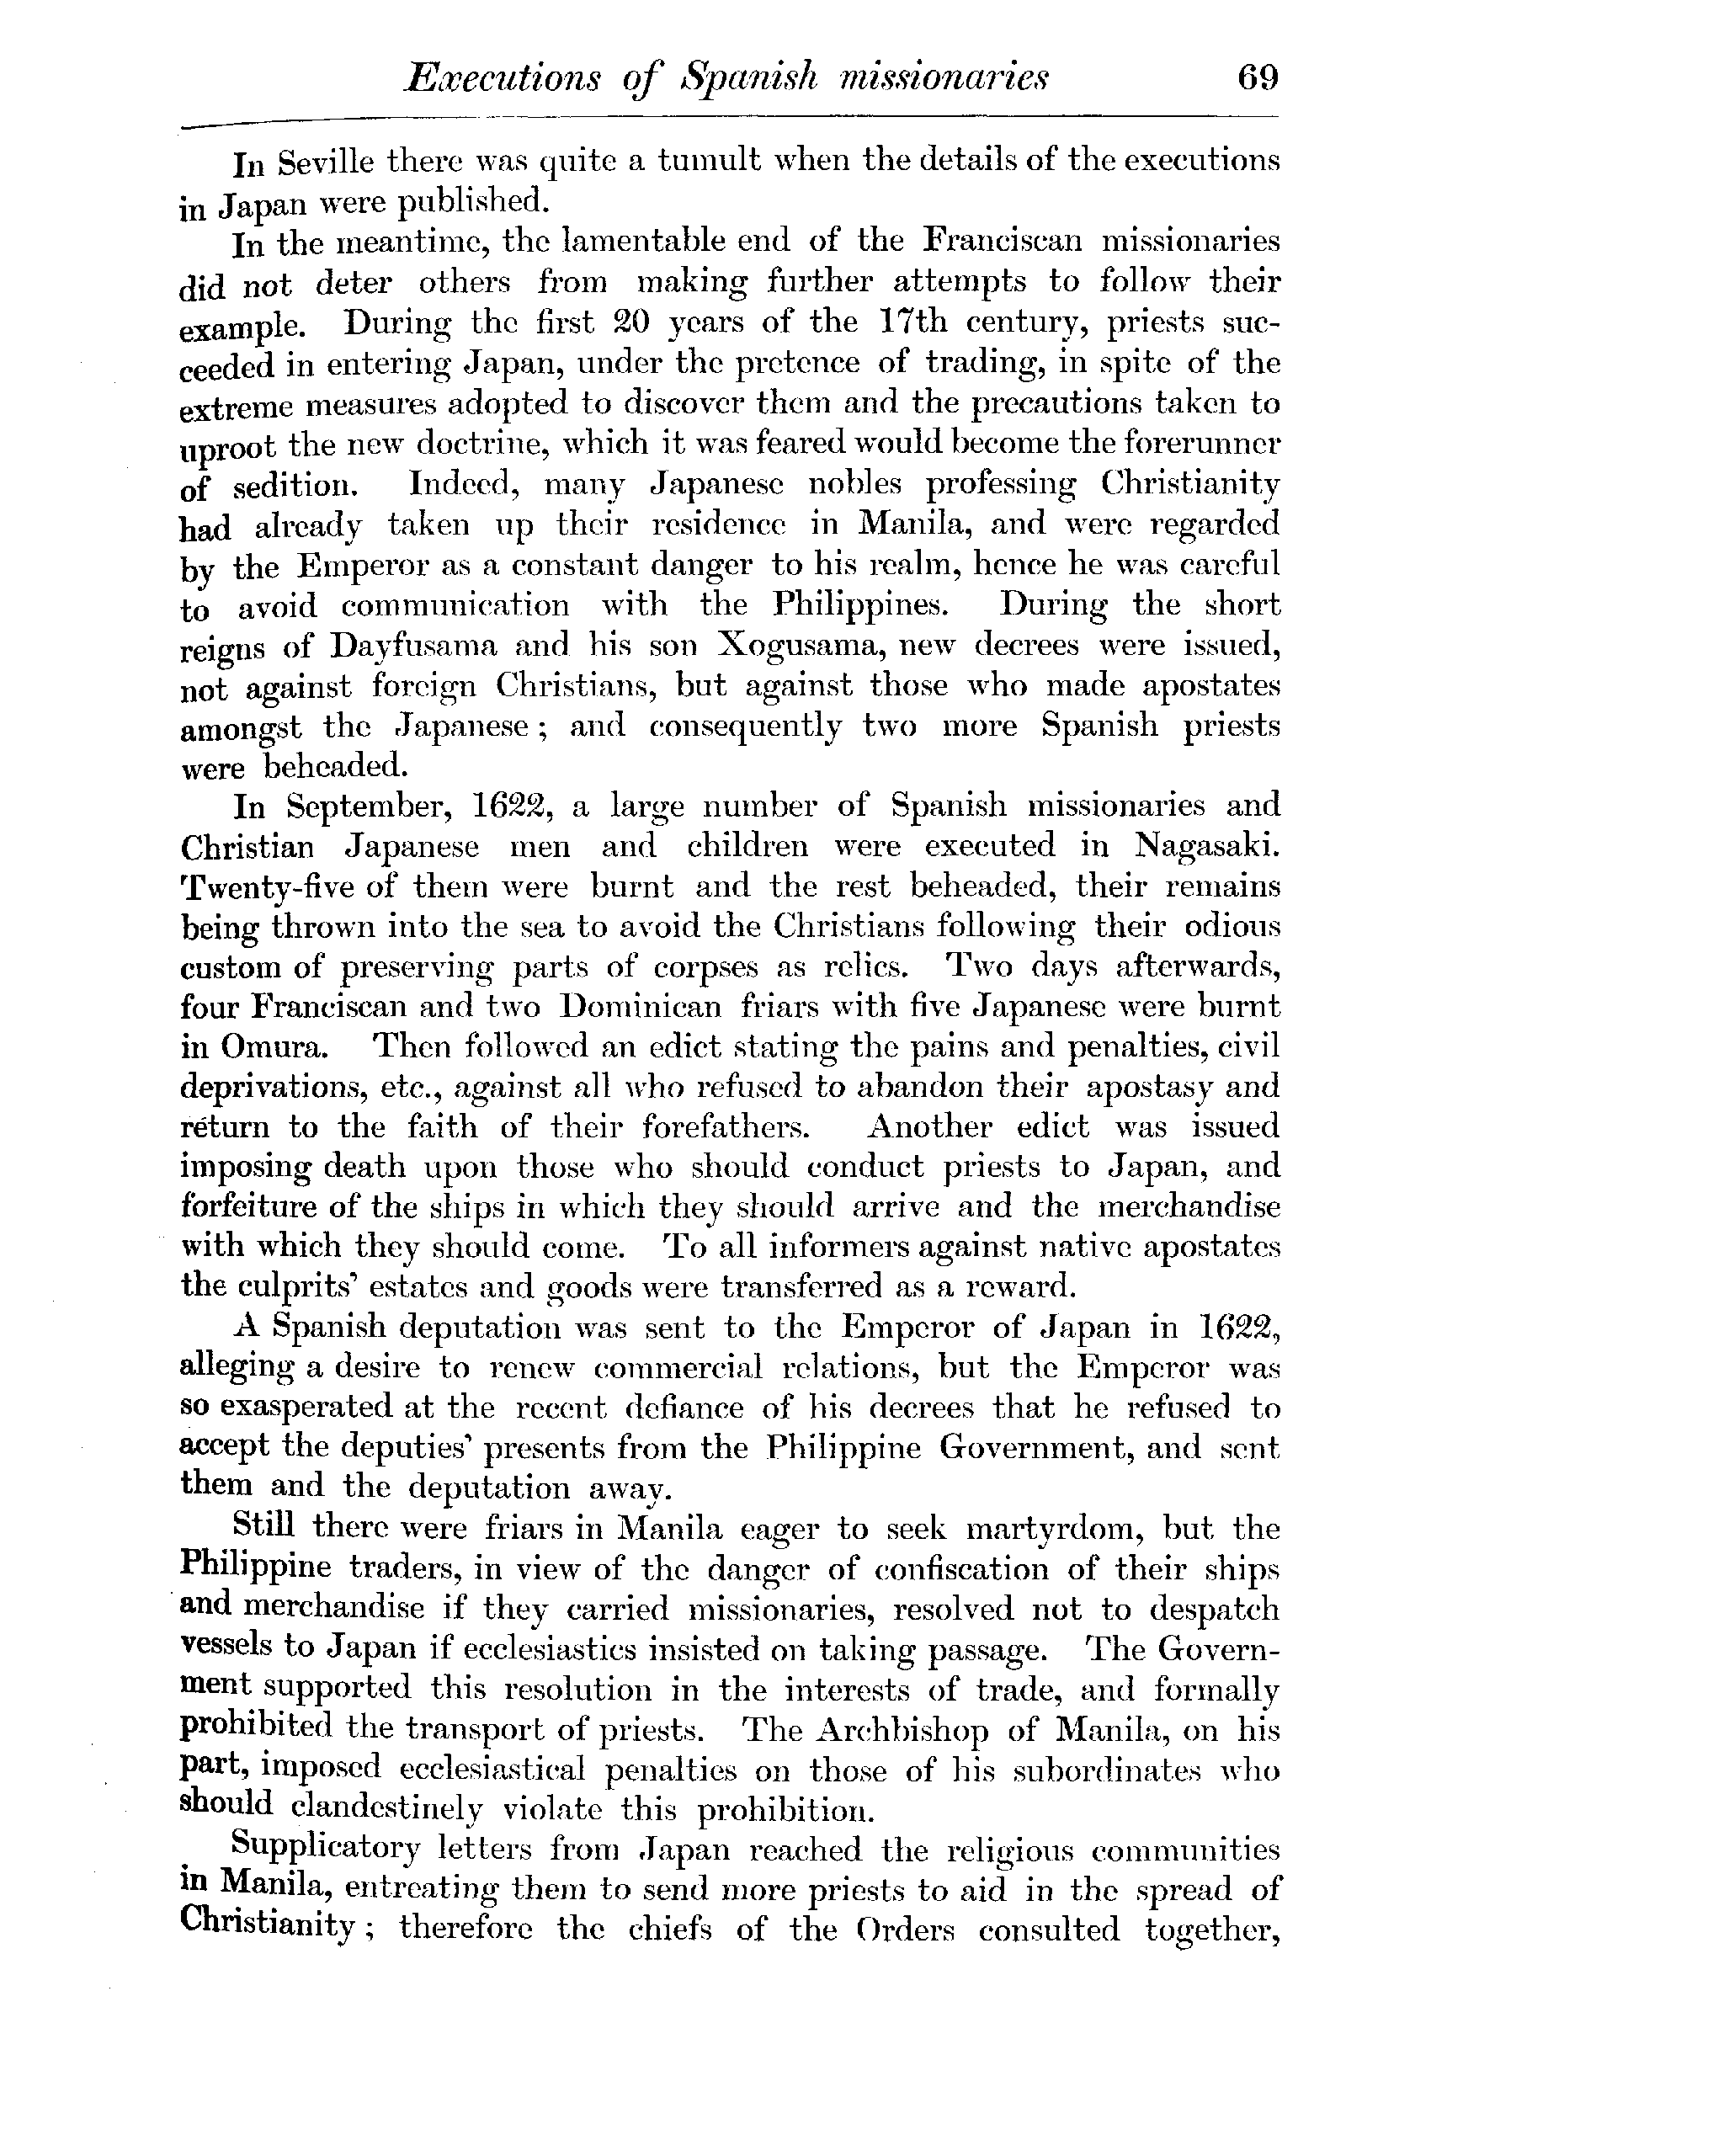 Executions of Spanish missionaries 69
In Seville there was quite a tumult when the details of the executions
in Japan were published.
In the meantime, the lamentable end of the Franciscan missionaries
did not deter others from making further attempts to follow their
example. During the first 20 years of the 17th century, priests suc-
ceeded in entering Japan, under the pretence of trading, in spite of the
extreme measures adopted to discover them and the precautions taken to
uproot the new doctrine, which it was feared would become the forerunner
of sedition. Indeed, many Japanese nobles professing Christianity
had already taken up their residence in Manila, and were regarded
by the Emperor as a constant danger to his realm, hence he was careful
to avoid communication with the Philippines. During the short
reigns of Dayfusama and his son Xogusama, new decrees were issued,
not against foreign Christians, but against those who made apostates
amongst the Japanese ; and consequently two more Spanish priests
were beheaded.
In September, 1622, a large number of Spanish missionaries and
Christian Japanese men and children were executed in Nagasaki.
Twenty-five of them were burnt and the rest beheaded, their remains
being thrown into the sea to avoid the Christians following their odious
custom of preserving parts of corpses as relics. Two days afterwards,
four Franciscan and two Dominican friars with five Japanese were burnt
in Omura. Then followed an edict stating the pains and penalties, civil
deprivations, etc., against all who refused to abandon their apostasy and
return to the faith of their forefathers. Another edict was issued
imposing death upon those who should conduct priests to Japan, and
forfeiture of the ships in which they should arrive and the merchandise
with which they should come. To all informers against native apostates
the culprits' estates and goods were transferred as a reward.
A Spanish deputation was sent to the Emperor of Japan in 1622,
alleging a desire to renew commercial relations, but the Emperor was
so exasperated at the recent defiance of his decrees that he refused to
accept the deputies' presents from the Philippine Government, and sent
them and the deputation away.
Still there were friars in Manila eager to seek martyrdom, but the
Philippine traders, in view of the danger of confiscation of their ships
and merchandise if they carried missionaries, resolved not to despatch
vessels to Japan if ecclesiastics insisted on taking passage. The Govern-
ment supported this resolution in the interests of trade, and formally
prohibited the transport of priests. The Archbishop of Manila, on his
part, imposed ecclesiastical penalties on those of his subordinates who
should clandestinely violate this prohibition.
Supplicatory letters from Japan reached the religious communities
in Manila, entreating them to send more priests to aid in the spread of
Christianity ; therefore the chiefs of the Orders consulted together,